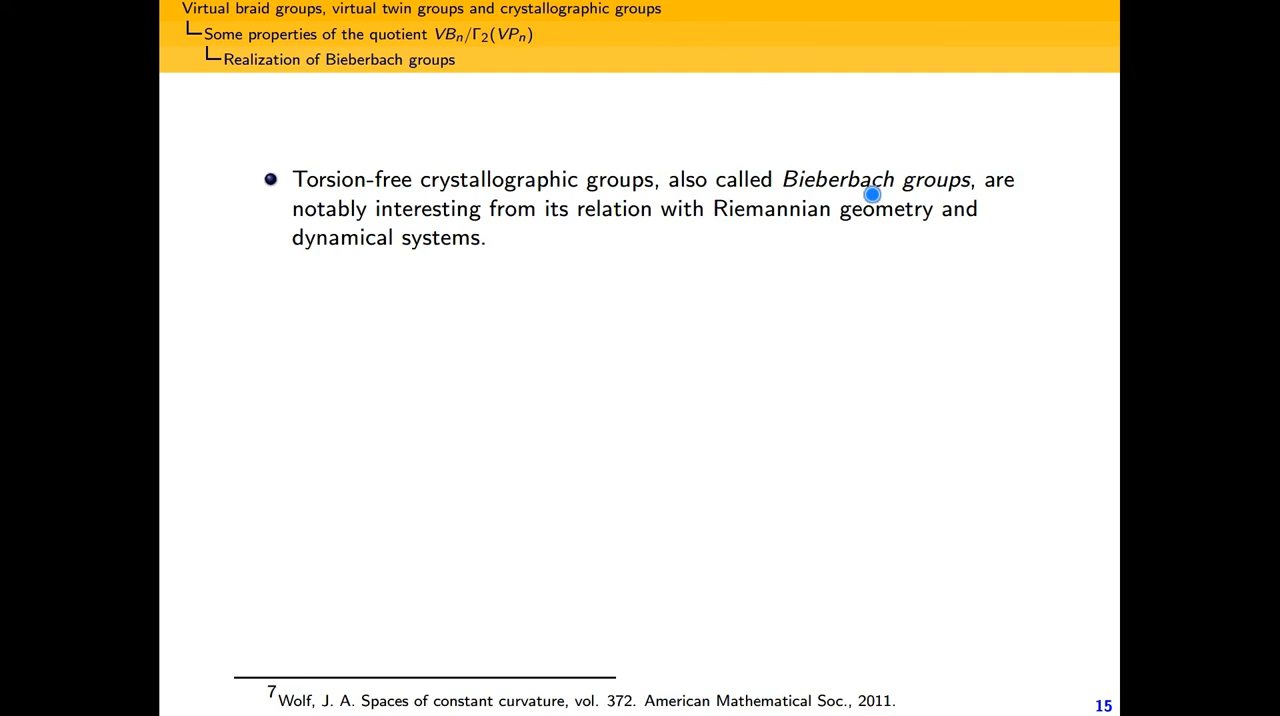 Virtual braid groups, virtual twin groups and crystallographic groups
Some properties of the quotient VBₙ/Γ₂(VPₙ)
Realization of Bieberbach groups
Torsion-free crystallographic groups, also called Bieberbach groups, are
notably interesting from its relation with Riemannian geometry and
dynamical systems.
7 Wolf, J. A. Spaces of constant curvature, vol. 372. American Mathematical Soc., 2011.
15